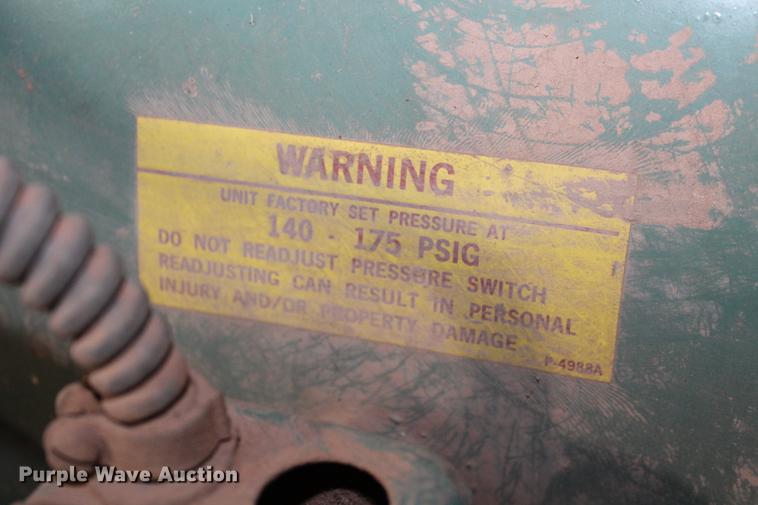 WARNING
UNIT FACTORY SET PRESSURE AT
140 - 175 PSIG
DO NOT READJUST PRESSURE SWITCH
READJUSTING CAN RESULT IN PERSONAL
INJURY AND/OR PROPERTY DAMAGE
P-4988A
Purple Wave Auction